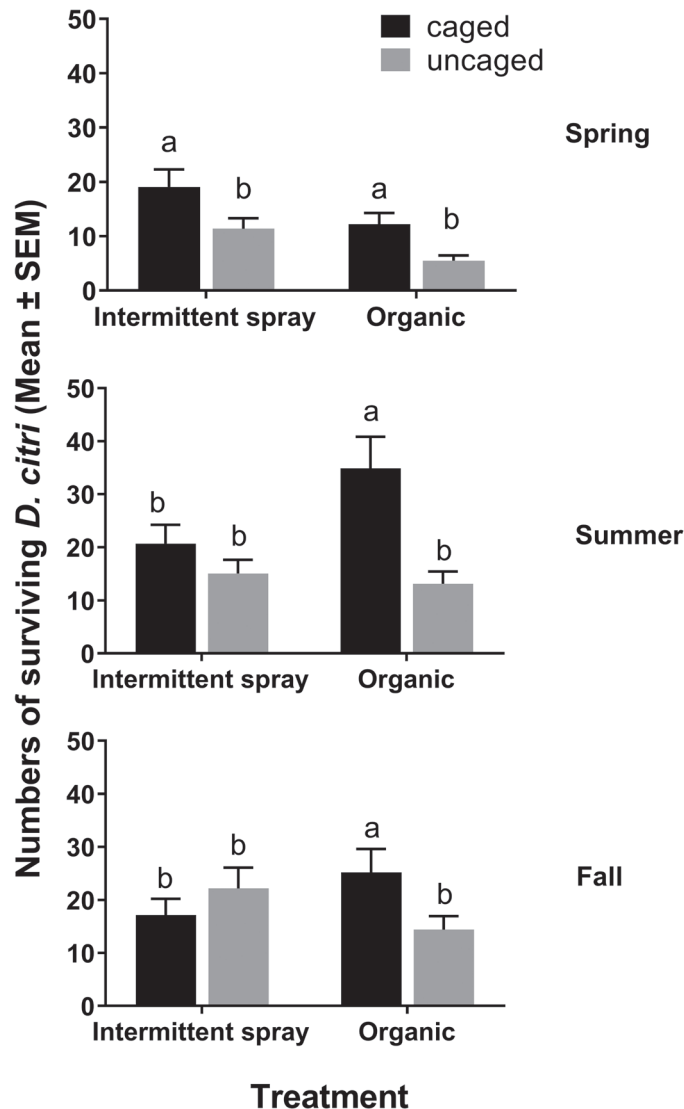 Numbers of surviving D. citri (Mean ± SEM)
50
caged
40
uncaged
30
Spring
a
20
b
a
10
b
0
Intermittent spray Organic
50
a
40
30
b
b
Summer
20
b
10
0
Intermittent spray Organic
50
40
a
30
b
b
Fall
20
b
10
0
Intermittent spray Organic
Treatment